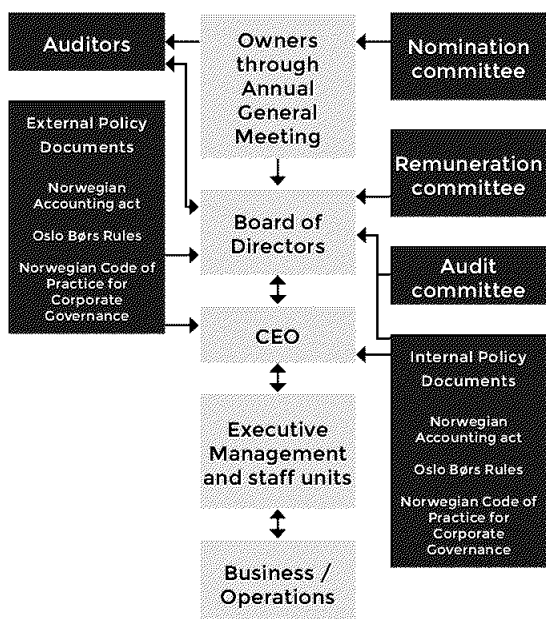 Auditors
Owners
through
Annual
General
Meeting
Nomination
committee
External Policy
Documents
Norwegian
Accounting act
Oslo Børs Rules
Norwegian Code of
Practice for
Corporate
Governance
Remuneration
committee
Board of
Directors
Audit
committee
CEO
Internal Policy
Documents
Norwegian
Accounting act
Oslo Børs Rules
Norwegian Code of
Practice for
Corporate
Governance
Executive
Management
and staff units
Business /
Operations